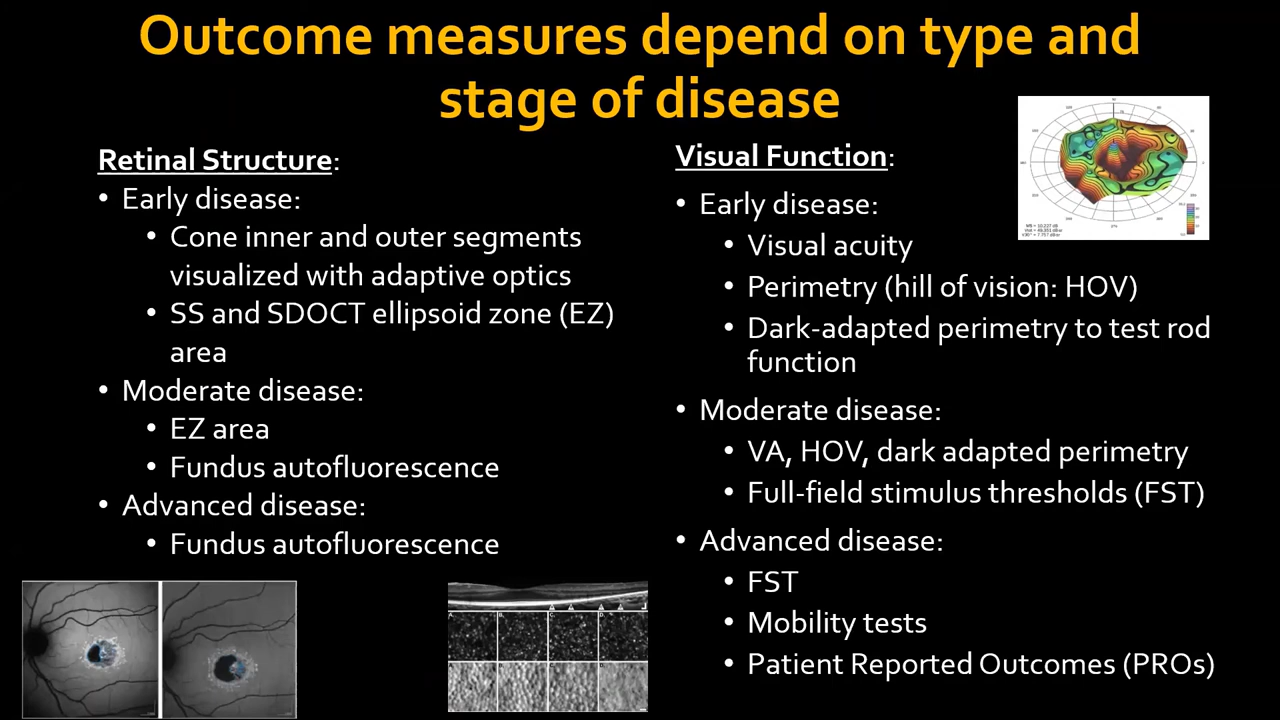 Outcome measures depend on type and
stage of disease
Retinal Structure:
• Early disease:
• Cone inner and outer segments
visualized with adaptive optics
• SS and SDOCT ellipsoid zone (EZ)
area
• Moderate disease:
• EZ area
• Fundus autofluorescence
• Advanced disease:
• Fundus autofluorescence
Visual Function:
• Early disease:
• Visual acuity
• Perimetry (hill of vision: HOV)
• Dark-adapted perimetry to test rod
function
• Moderate disease:
• VA, HOV, dark adapted perimetry
• Full-field stimulus thresholds (FST)
• Advanced disease:
• FST
• Mobility tests
• Patient Reported Outcomes (PROs)